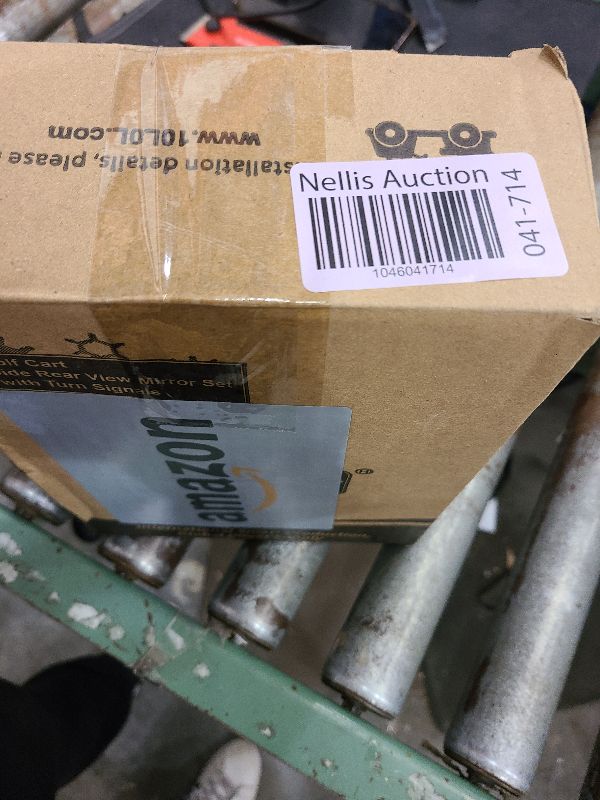 Nellis Auction
1046041714
041-714
stallation details, please
www.10L0L.com
olf Cart
ide Rear View Mirror Set
with Turn Signals
amazon